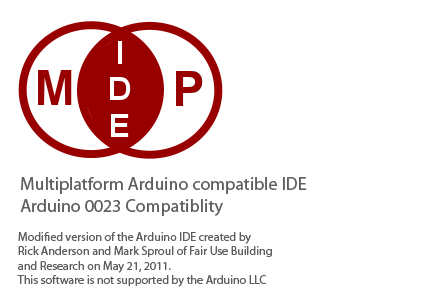 M IDE P
Multiplatform Arduino compatible IDE
Arduino 0023 Compatiblity
Modified version of the Arduino IDE created by
Rick Anderson and Mark Sproul of Fair Use Building
and Research on May 21, 2011.
This software is not supported by the Arduino LLC